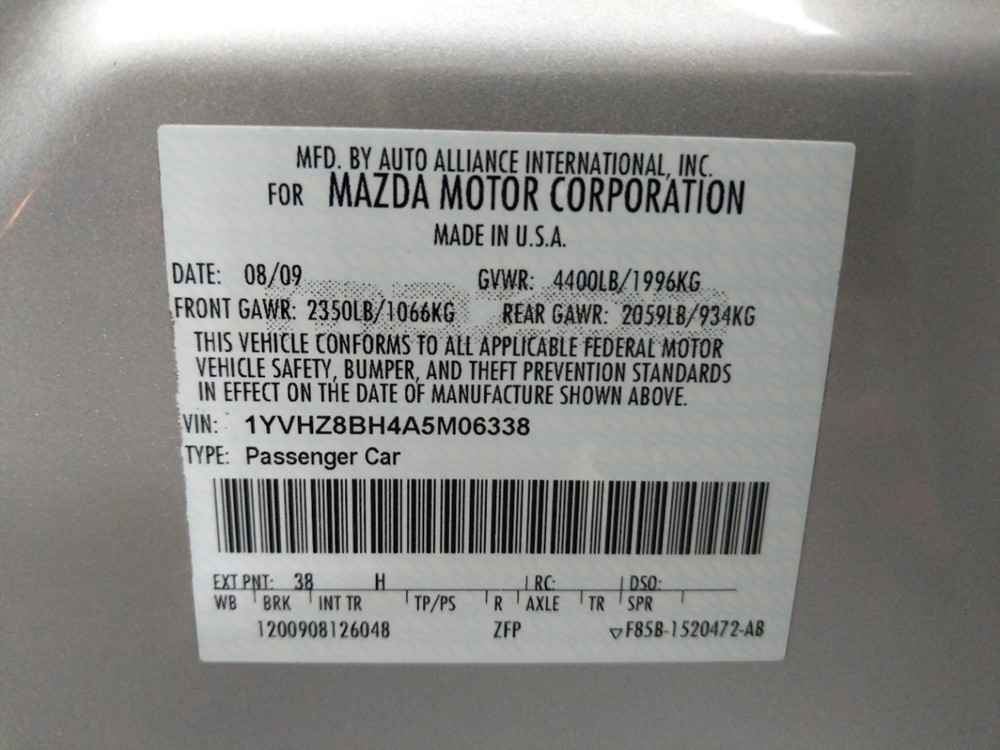 MFD. BY AUTO ALLIANCE INTERNATIONAL, INC.
FOR MAZDA MOTOR CORPORATION
MADE IN U.S.A.
DATE: 08/09 GVWR: 4400LB/1996KG
FRONT GAWR: 2350LB/1066KG REAR GAWR: 2059LB/934KG
THIS VEHICLE CONFORMS TO ALL APPLICABLE FEDERAL MOTOR
VEHICLE SAFETY, BUMPER, AND THEFT PREVENTION STANDARDS
IN EFFECT ON THE DATE OF MANUFACTURE SHOWN ABOVE.
VIN: 1YVHZ8BH4A5M06338
TYPE: Passenger Car
EXT PNT: 38 H RC: DSO:
WB BRK INT TR TP/PS R AXLE TR SPR
1200908126048 ZFP ▽F85B-1520472-AB